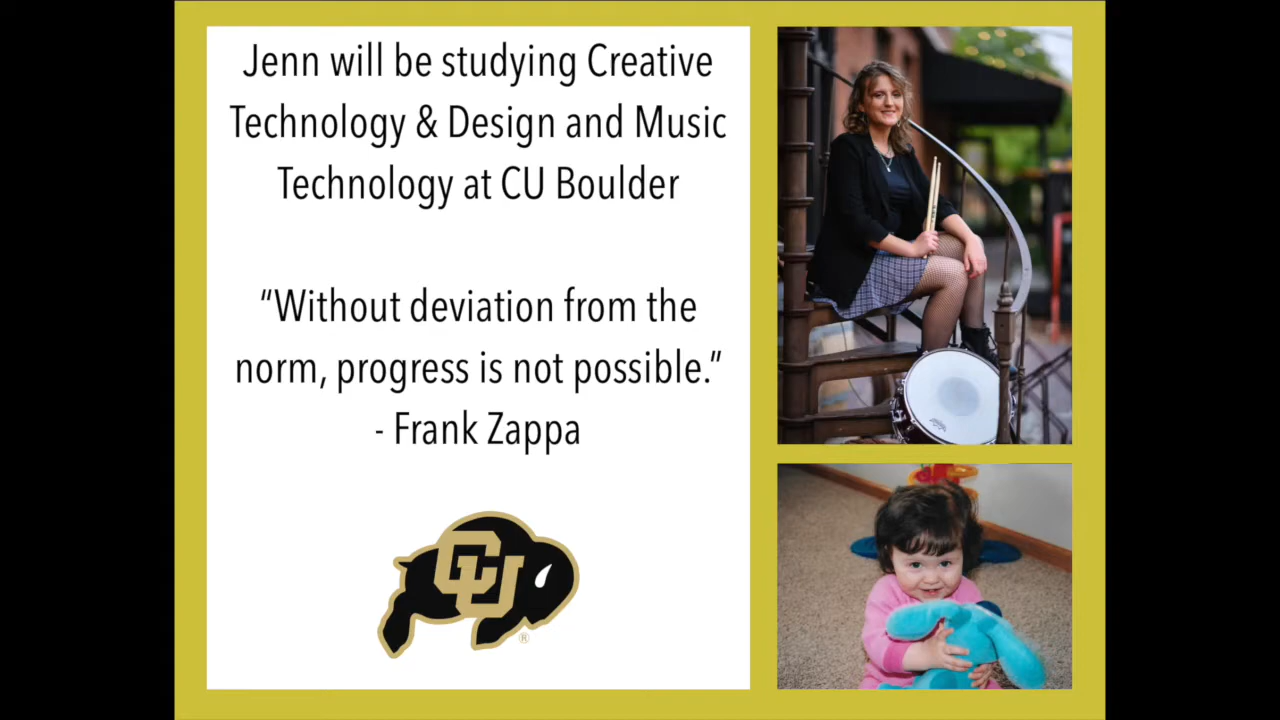 Jenn will be studying Creative
Technology & Design and Music
Technology at CU Boulder
“Without deviation from the
norm, progress is not possible.”
- Frank Zappa
CU
®